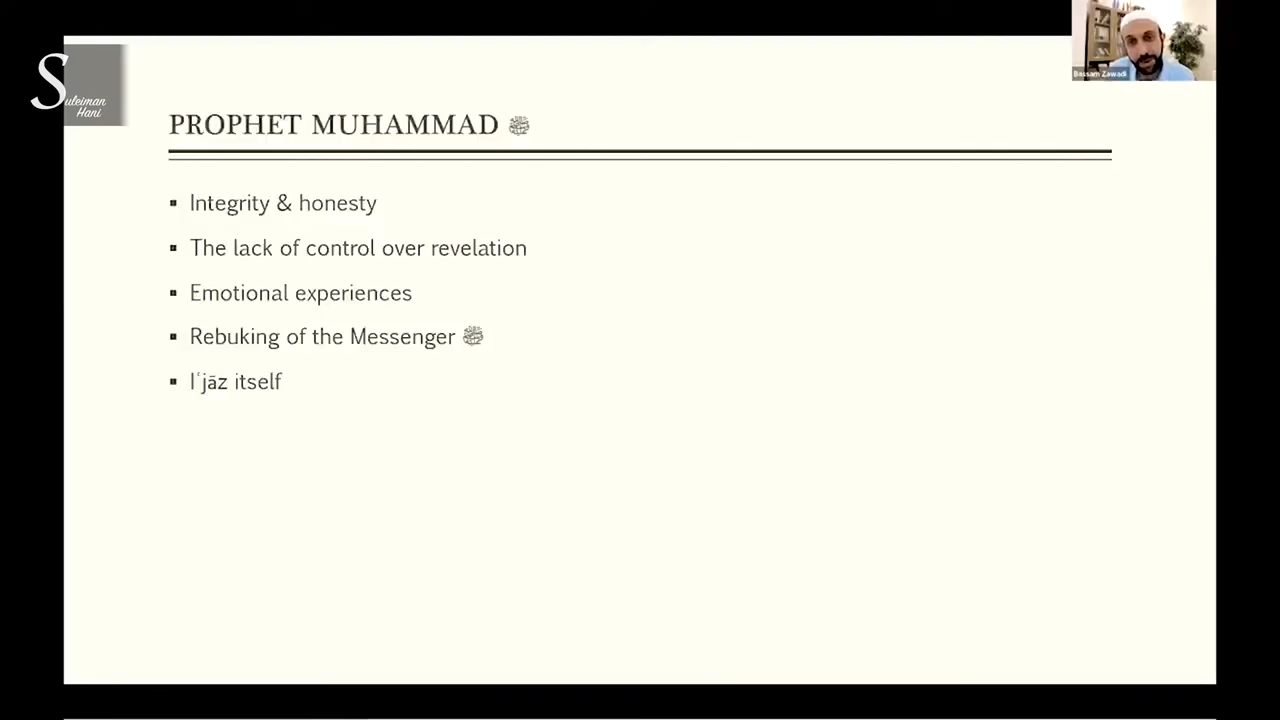 Suleiman
Hani
Bassam Zawadi
PROPHET MUHAMMAD ﷺ
▪ Integrity & honesty
▪ The lack of control over revelation
▪ Emotional experiences
▪ Rebuking of the Messenger ﷺ
▪ Iʿjāz itself